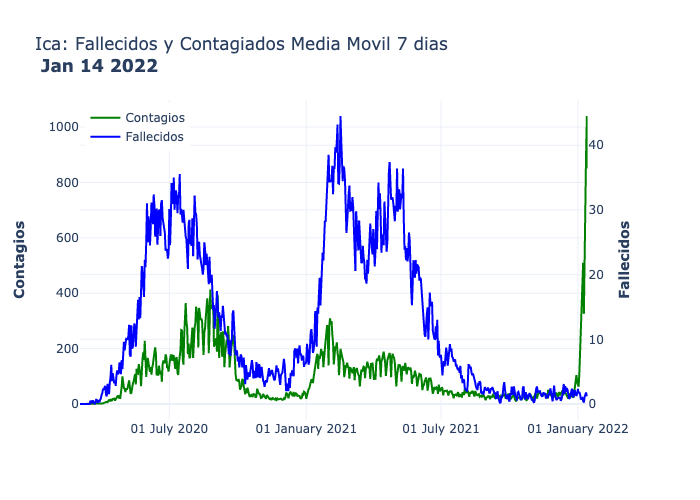 Ica: Fallecidos y Contagiados Media Movil 7 dias
Jan 14 2022
Contagios
Fallecidos
1000
800
600
400
200
0
Contagios
40
30
20
10
0
Fallecidos
01 July 2020
01 January 2021
01 July 2021
01 January 2022